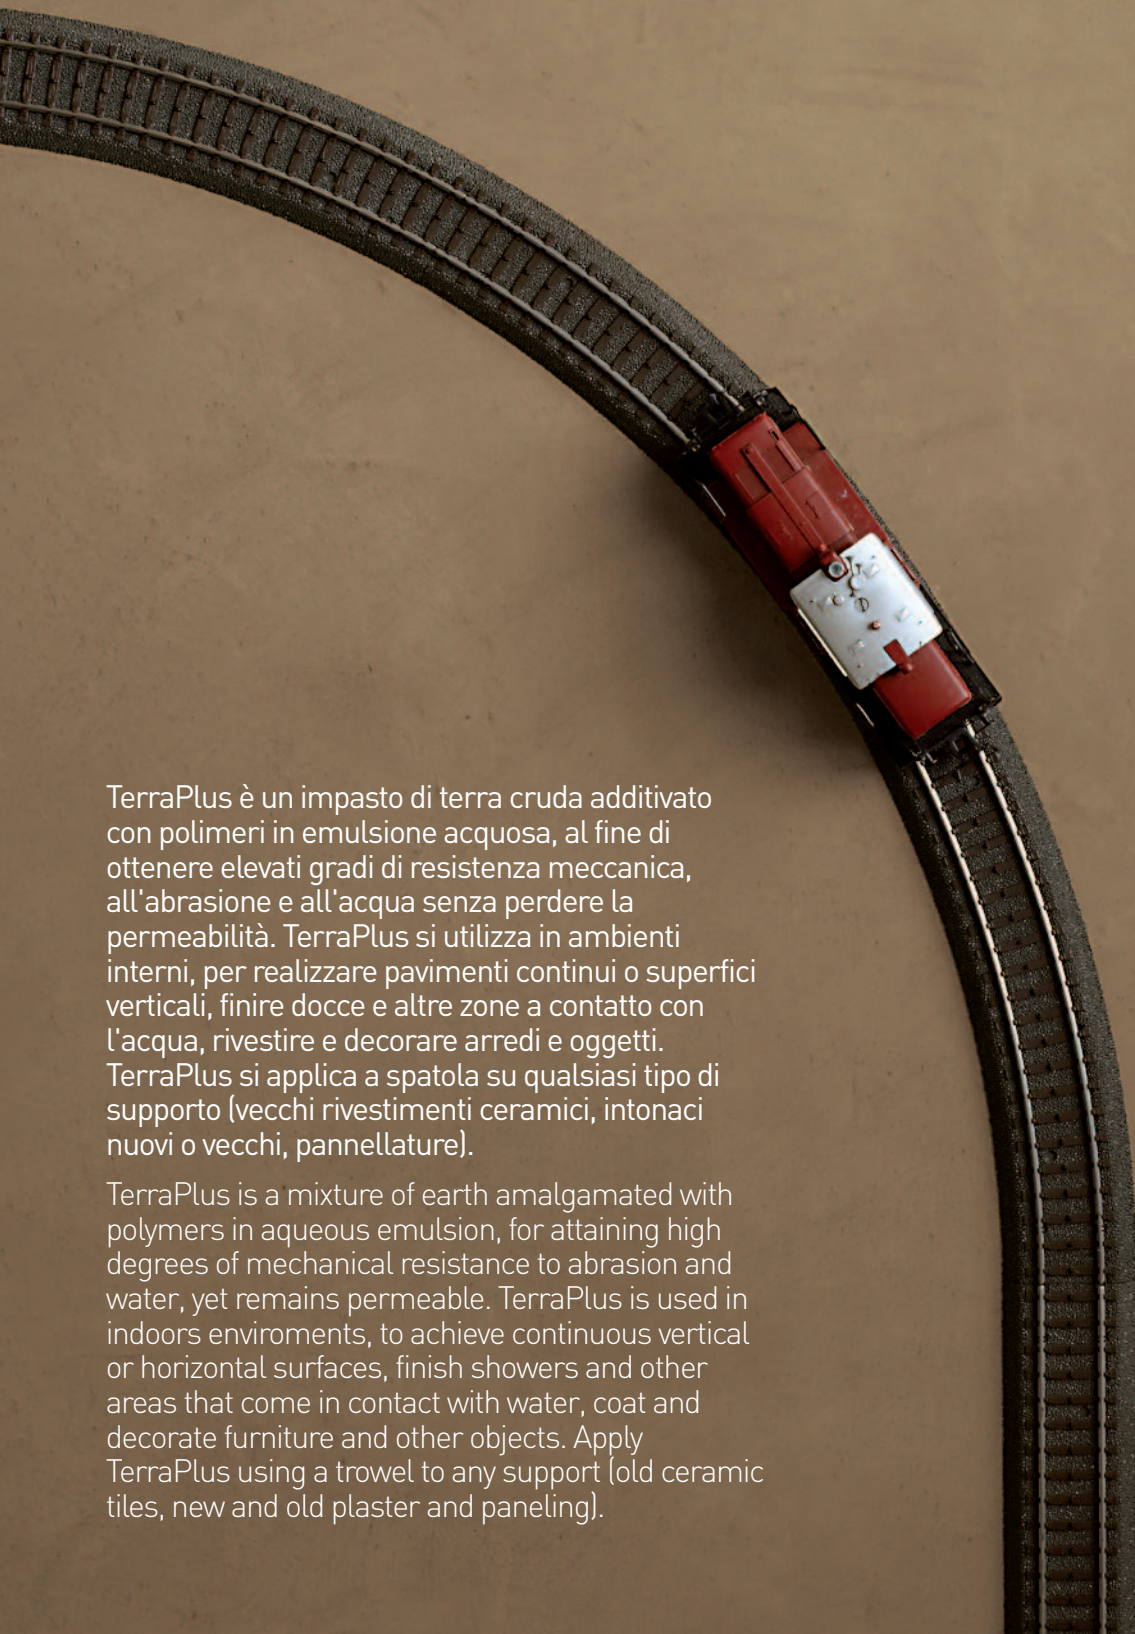 TerraPlus è un impasto di terra cruda additivato
con polimeri in emulsione acquosa, al fine di
ottenere elevati gradi di resistenza meccanica,
all'abrasione e all'acqua senza perdere la
permeabilità. TerraPlus si utilizza in ambienti
interni, per realizzare pavimenti continui o superfici
verticali, finire docce e altre zone a contatto con
l'acqua, rivestire e decorare arredi e oggetti.
TerraPlus si applica a spatola su qualsiasi tipo di
supporto (vecchi rivestimenti ceramici, intonaci
nuovi o vecchi, pannellature).
TerraPlus is a mixture of earth amalgamated with
polymers in aqueous emulsion, for attaining high
degrees of mechanical resistance to abrasion and
water, yet remains permeable. TerraPlus is used in
indoors enviroments, to achieve continuous vertical
or horizontal surfaces, finish showers and other
areas that come in contact with water, coat and
decorate furniture and other objects. Apply
TerraPlus using a trowel to any support (old ceramic
tiles, new and old plaster and paneling).